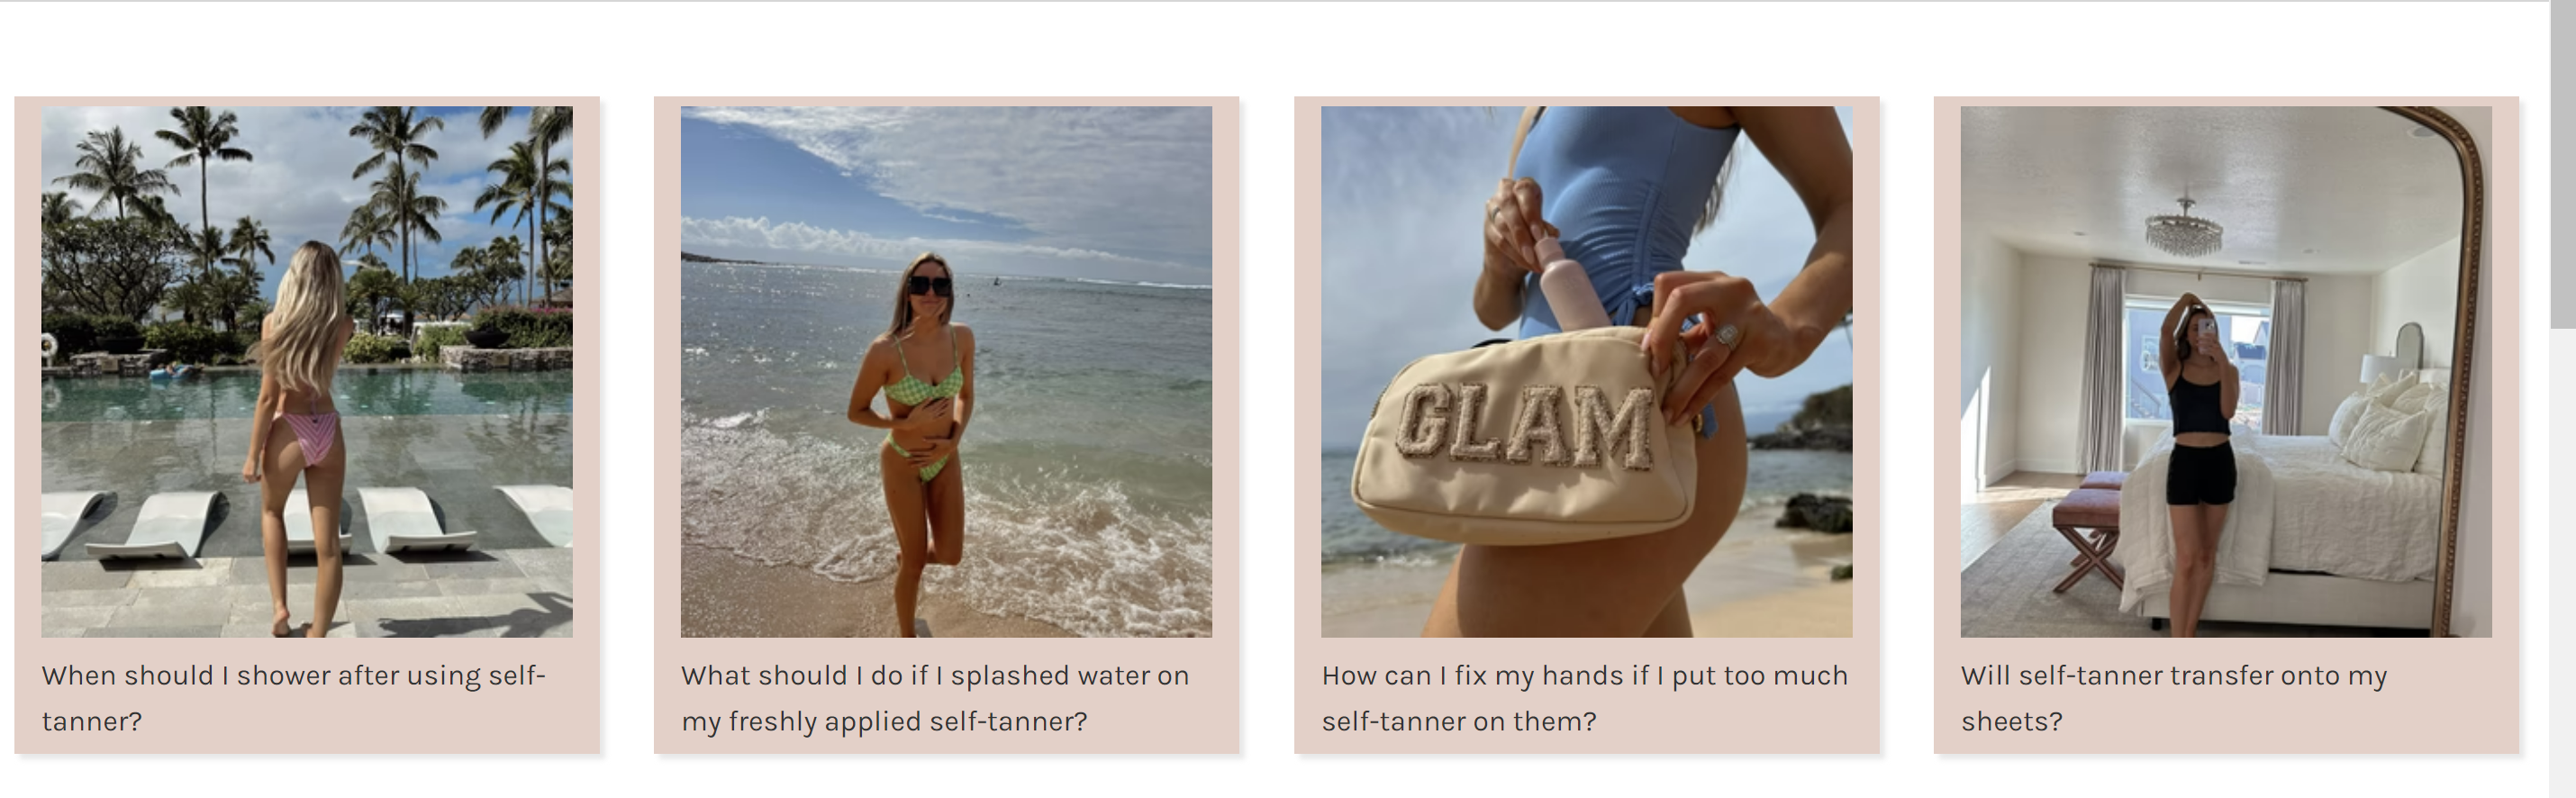 GLAM
When should I shower after using self-
tanner?
What should I do if I splashed water on
my freshly applied self-tanner?
How can I fix my hands if I put too much
self-tanner on them?
Will self-tanner transfer onto my
sheets?